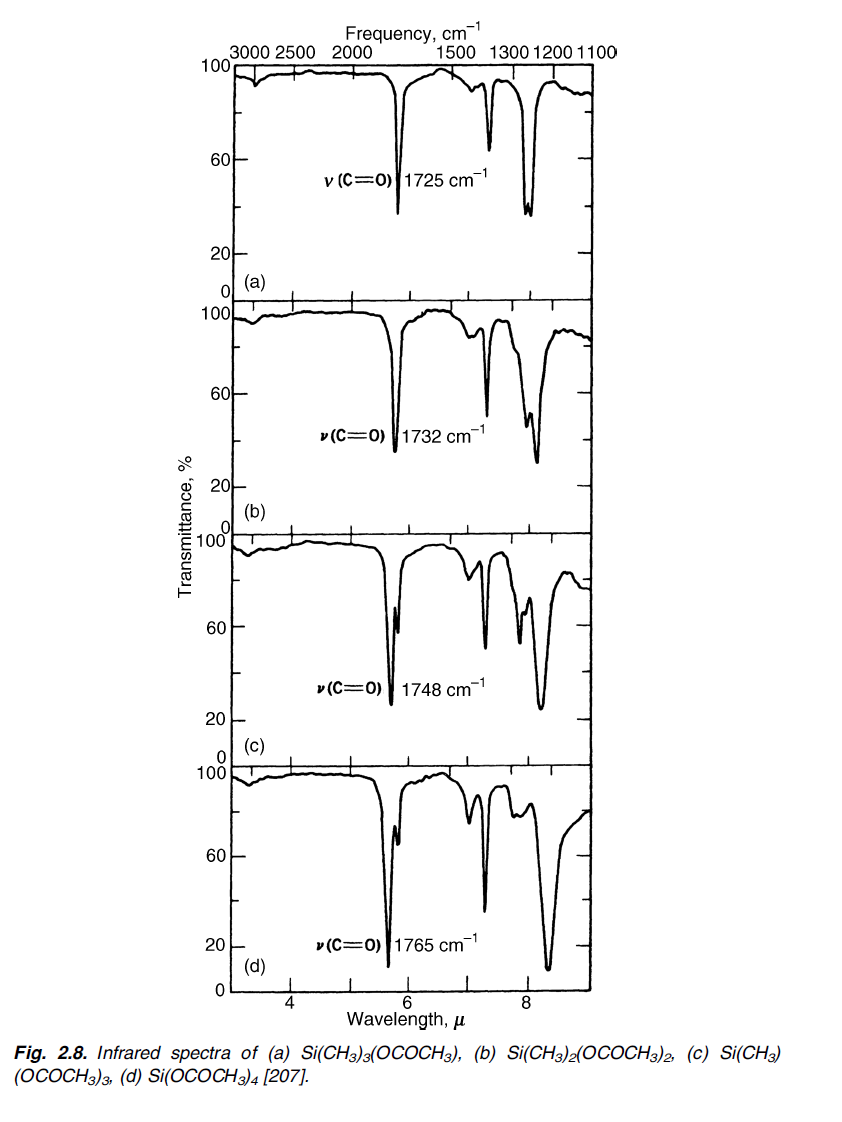 Frequency, cm⁻¹
3000 2500 2000 1500 1300 1200 1100
100
60
ν (C=O) 1725 cm⁻¹
20
(a)
0
100
60
ν (C=O) 1732 cm⁻¹
20
(b)
0
Transmittance, %
100
60
ν (C=O) 1748 cm⁻¹
20
(c)
0
100
60
ν (C=O) 1765 cm⁻¹
20
(d)
0
4 6 8
Wavelength, μ
Fig. 2.8. Infrared spectra of (a) Si(CH₃)₃(OCOCH₃), (b) Si(CH₃)₂(OCOCH₃)₂, (c) Si(CH₃)
(OCOCH₃)₃, (d) Si(OCOCH₃)₄ [207].